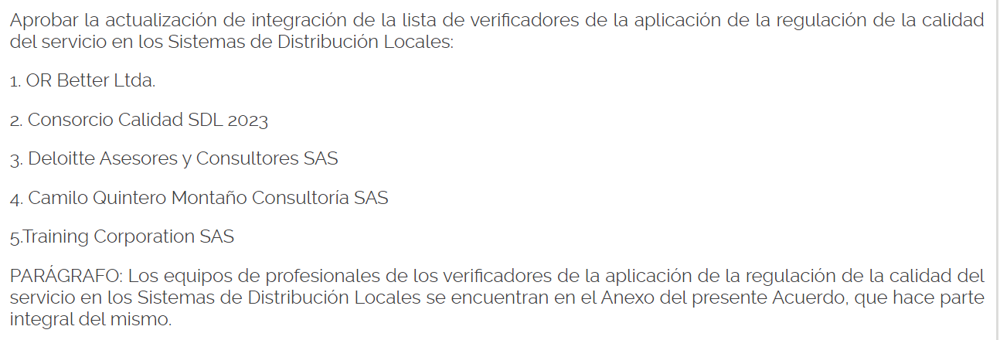 Aprobar la actualización de integración de la lista de verificadores de la aplicación de la regulación de la calidad
del servicio en los Sistemas de Distribución Locales:
1. OR Better Ltda.
2. Consorcio Calidad SDL 2023
3. Deloitte Asesores y Consultores SAS
4. Camilo Quintero Montaño Consultoría SAS
5.Training Corporation SAS
PARÁGRAFO: Los equipos de profesionales de los verificadores de la aplicación de la regulación de la calidad del
servicio en los Sistemas de Distribución Locales se encuentran en el Anexo del presente Acuerdo, que hace parte
integral del mismo.